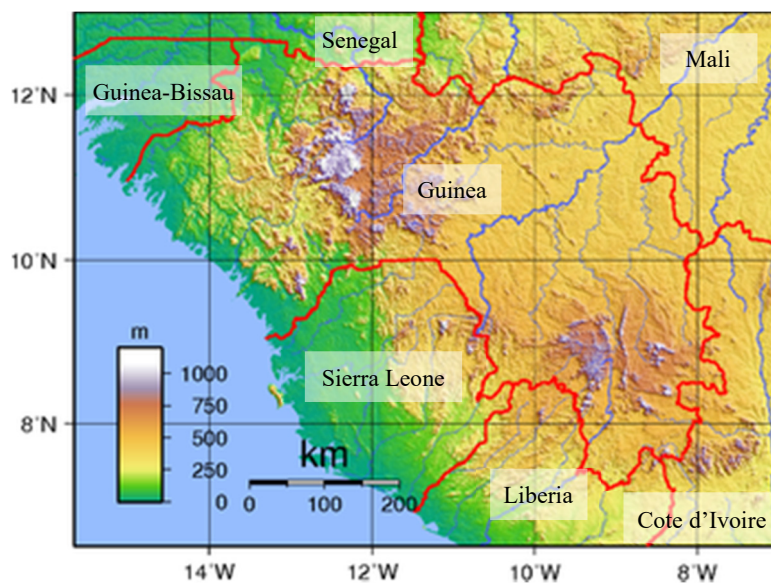 Senegal
Mali
12°N
Guinea-Bissau
Guinea
10°N
m
1000
750
500
250
0
Sierra Leone
8°N
km
0 100 200
Liberia
Cote d’Ivoire
14°W 12°W 10°W 8°W